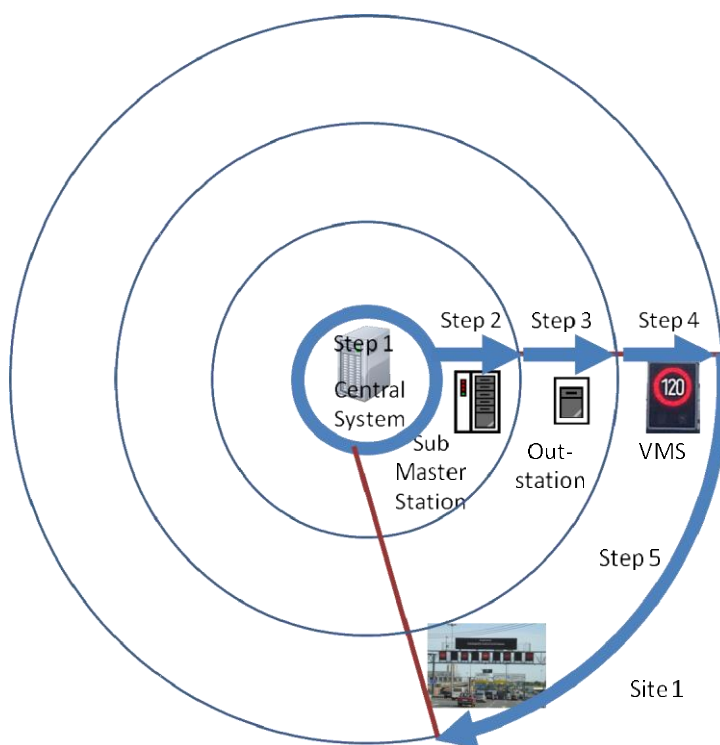 Step 2
Step 3
Step 4
Step 1
120
Central
System
Sub
Master
Station
Out-
station
VMS
Step 5
Site 1